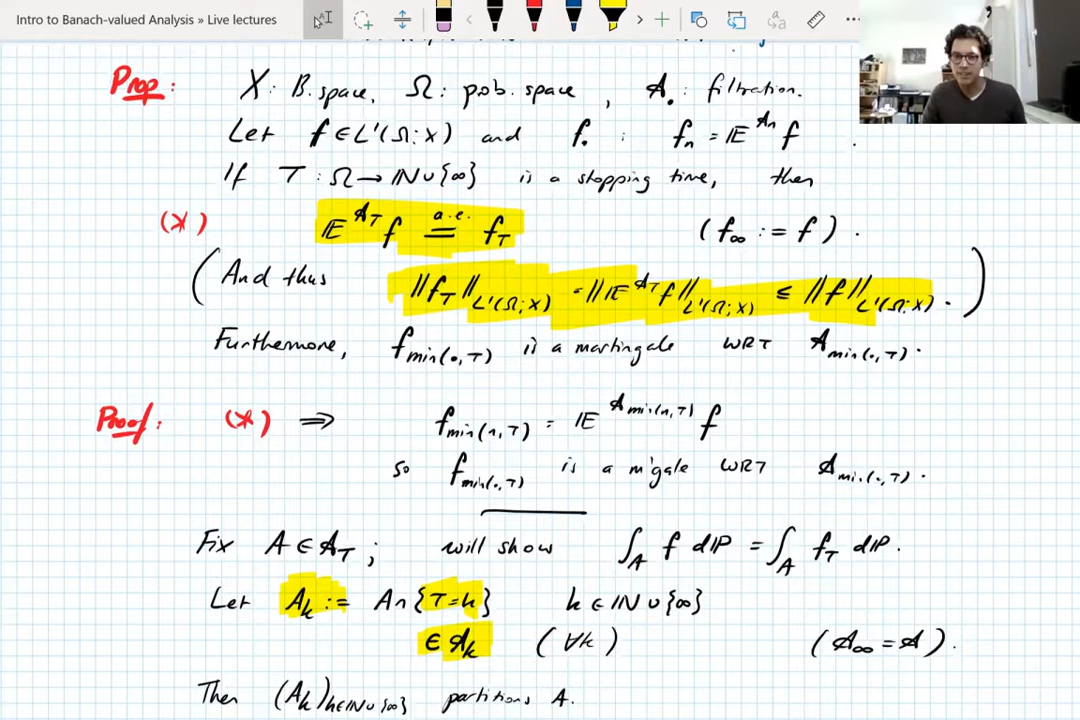 Intro to Banach-valued Analysis » Live lectures
Prop: X: B. space, Ω: prob. space, 𝒜.: filtration.
Let f ∈ L¹(Ω;X) and f. : fₙ = 𝔼^{𝒜ₙ} f.
If T : Ω → ℕ∪{∞} is a stopping time, then
(*) 𝔼^{𝒜_T} f =^{a.e.} f_T (f_∞ := f).
(And thus ‖f_T‖_{L¹(Ω;X)} = ‖𝔼^{𝒜_T} f‖_{L¹(Ω;X)} ≤ ‖f‖_{L¹(Ω;X)}.)
Furthermore, f_{min(•,T)} is a martingale WRT 𝒜_{min(•,T)}.
Proof: (*) ⟹ f_{min(n,T)} = 𝔼^{𝒜_{min(n,T)}} f
so f_{min(•,T)} is a m'gale WRT 𝒜_{min(•,T)}.
Fix A ∈ 𝒜_T; will show ∫_A f dℙ = ∫_A f_T dℙ.
Let A_k := A∩{T=k} k ∈ ℕ∪{∞}
∈ 𝒜_k (∀k) (𝒜_∞ = 𝒜).
Then (A_k)_{k∈ℕ∪{∞}} partitions A.